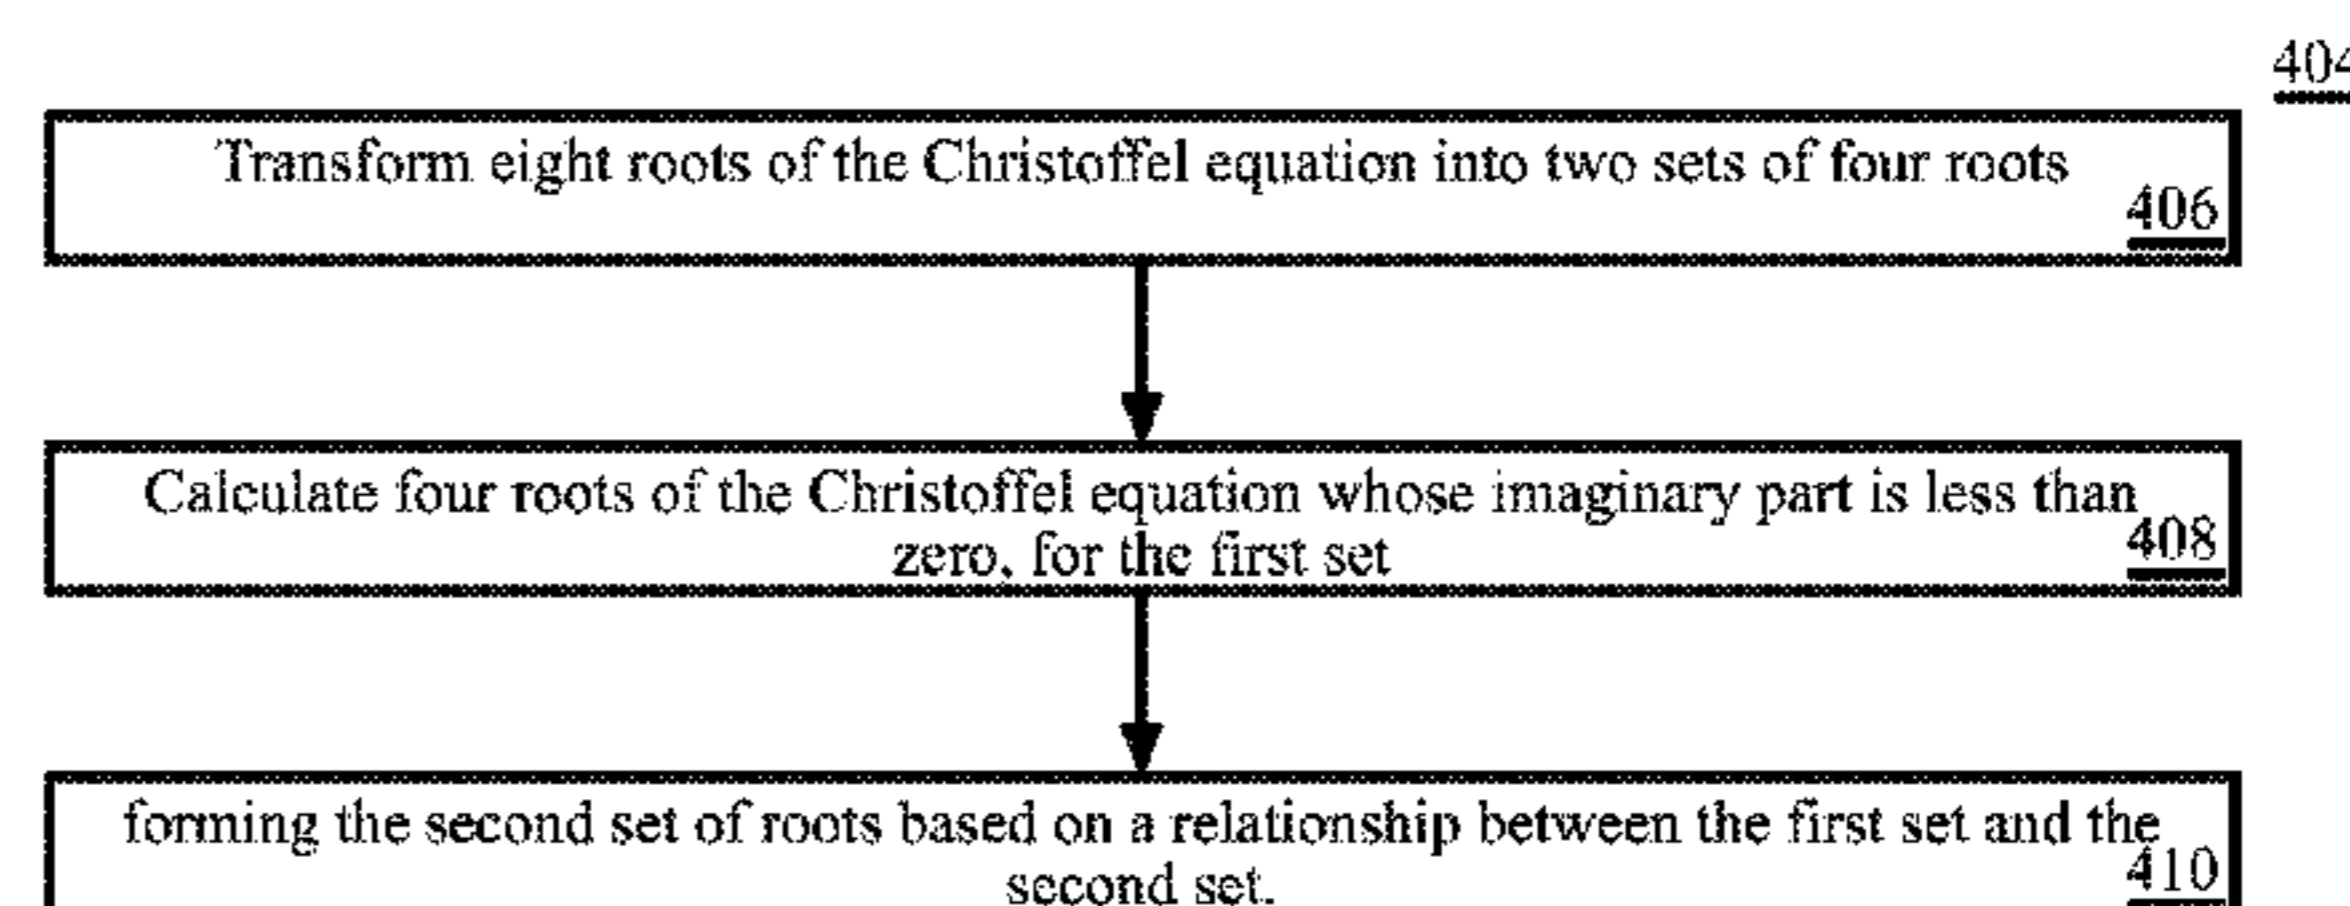 404
Transform eight roots of the Christoffel equation into two sets of four roots
406
Calculate four roots of the Christoffel equation whose imaginary part is less than
zero, for the first set
408
forming the second set of roots based on a relationship between the first set and the
second set.
410